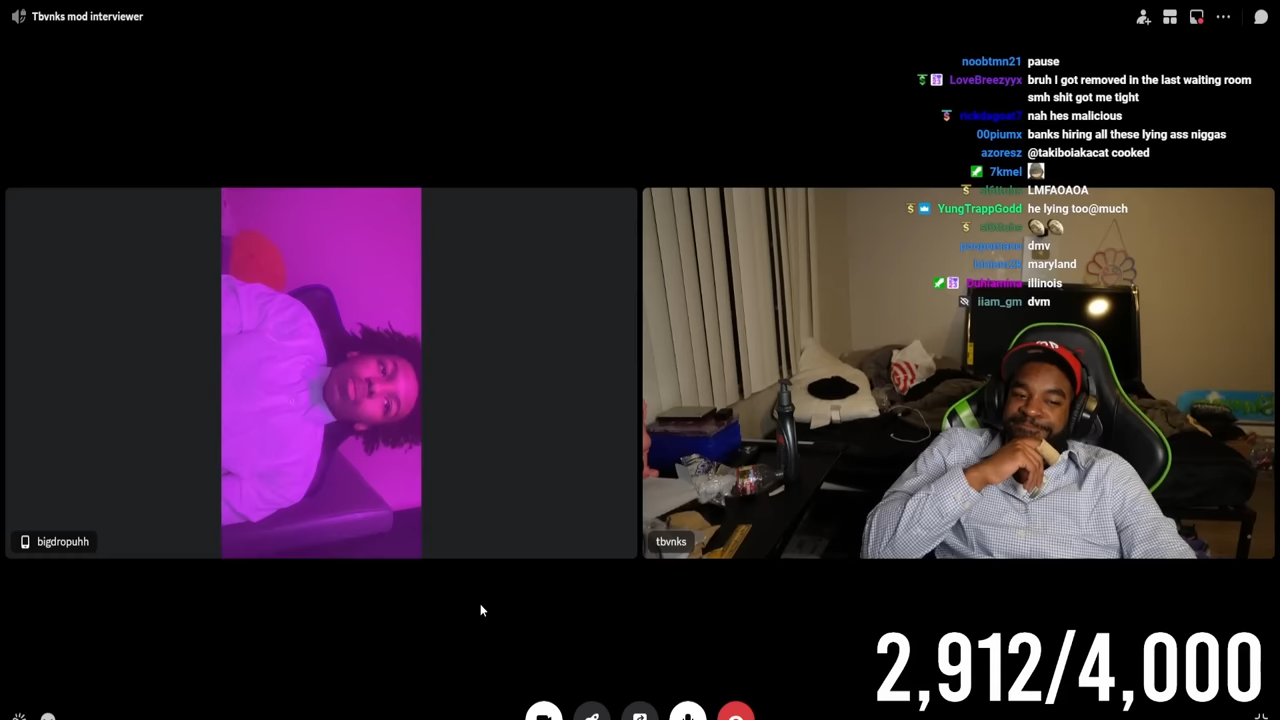 Tbvnks mod interviewer
noobtmn21 pause
LoveBreezyyx bruh I got removed in the last waiting room
smh shit got me tight
nah hes malicious
00piumx banks hiring all these lying ass niggas
azoresz @takiboiakacat cooked
7kmel
LMFAOAOA
YungTrappGodd he lying too@much
dmv
maryland
Duhlamina illinois
iiam_gm dvm
bigdropuhh
tbvnks
2,912/4,000